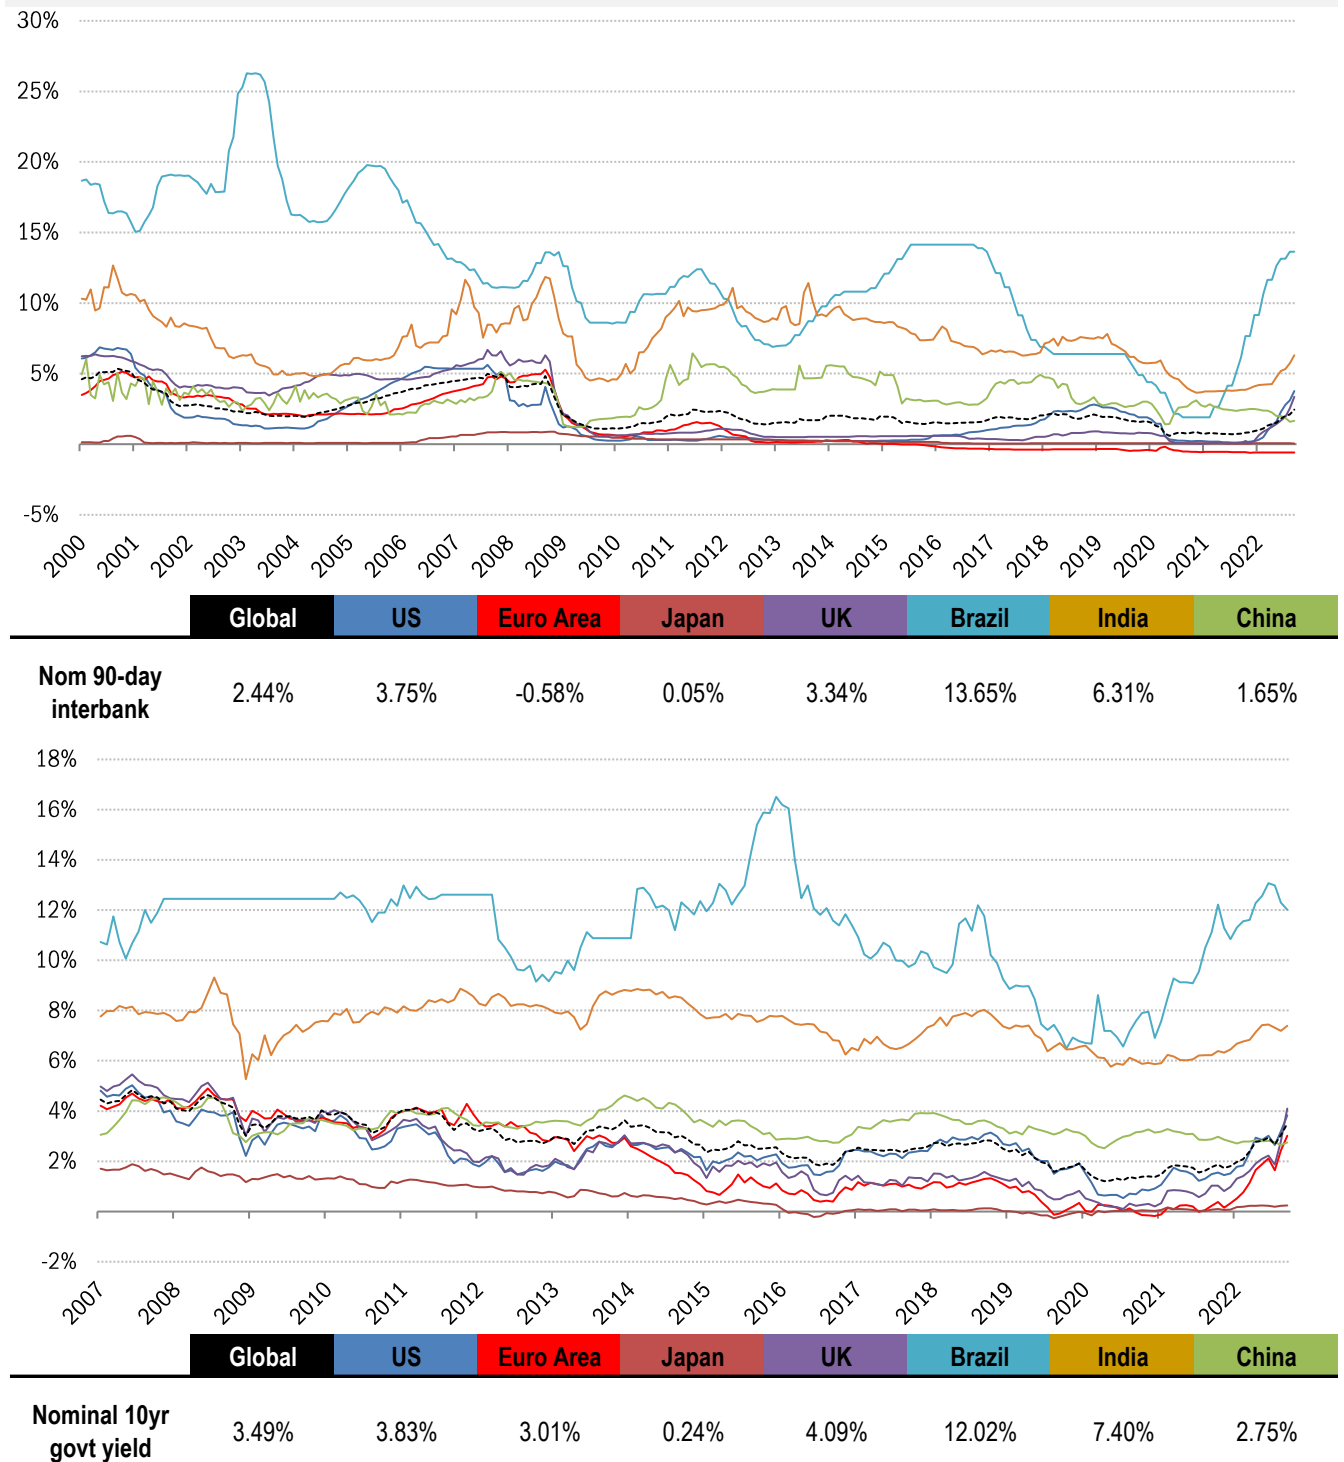 30%
25%
20%
15%
10%
5%
-5%
2000 2001 2002 2003 2004 2005 2006 2007 2008 2009 2010 2011 2012 2013 2014 2015 2016 2017 2018 2019 2020 2021 2022
Global US Euro Area Japan UK Brazil India China
Nom 90-day
interbank
2.44% 3.75% -0.58% 0.05% 3.34% 13.65% 6.31% 1.65%
18%
16%
14%
12%
10%
8%
6%
4%
2%
-2%
2007 2008 2009 2010 2011 2012 2013 2014 2015 2016 2017 2018 2019 2020 2021 2022
Global US Euro Area Japan UK Brazil India China
Nominal 10yr
govt yield
3.49% 3.83% 3.01% 0.24% 4.09% 12.02% 7.40% 2.75%